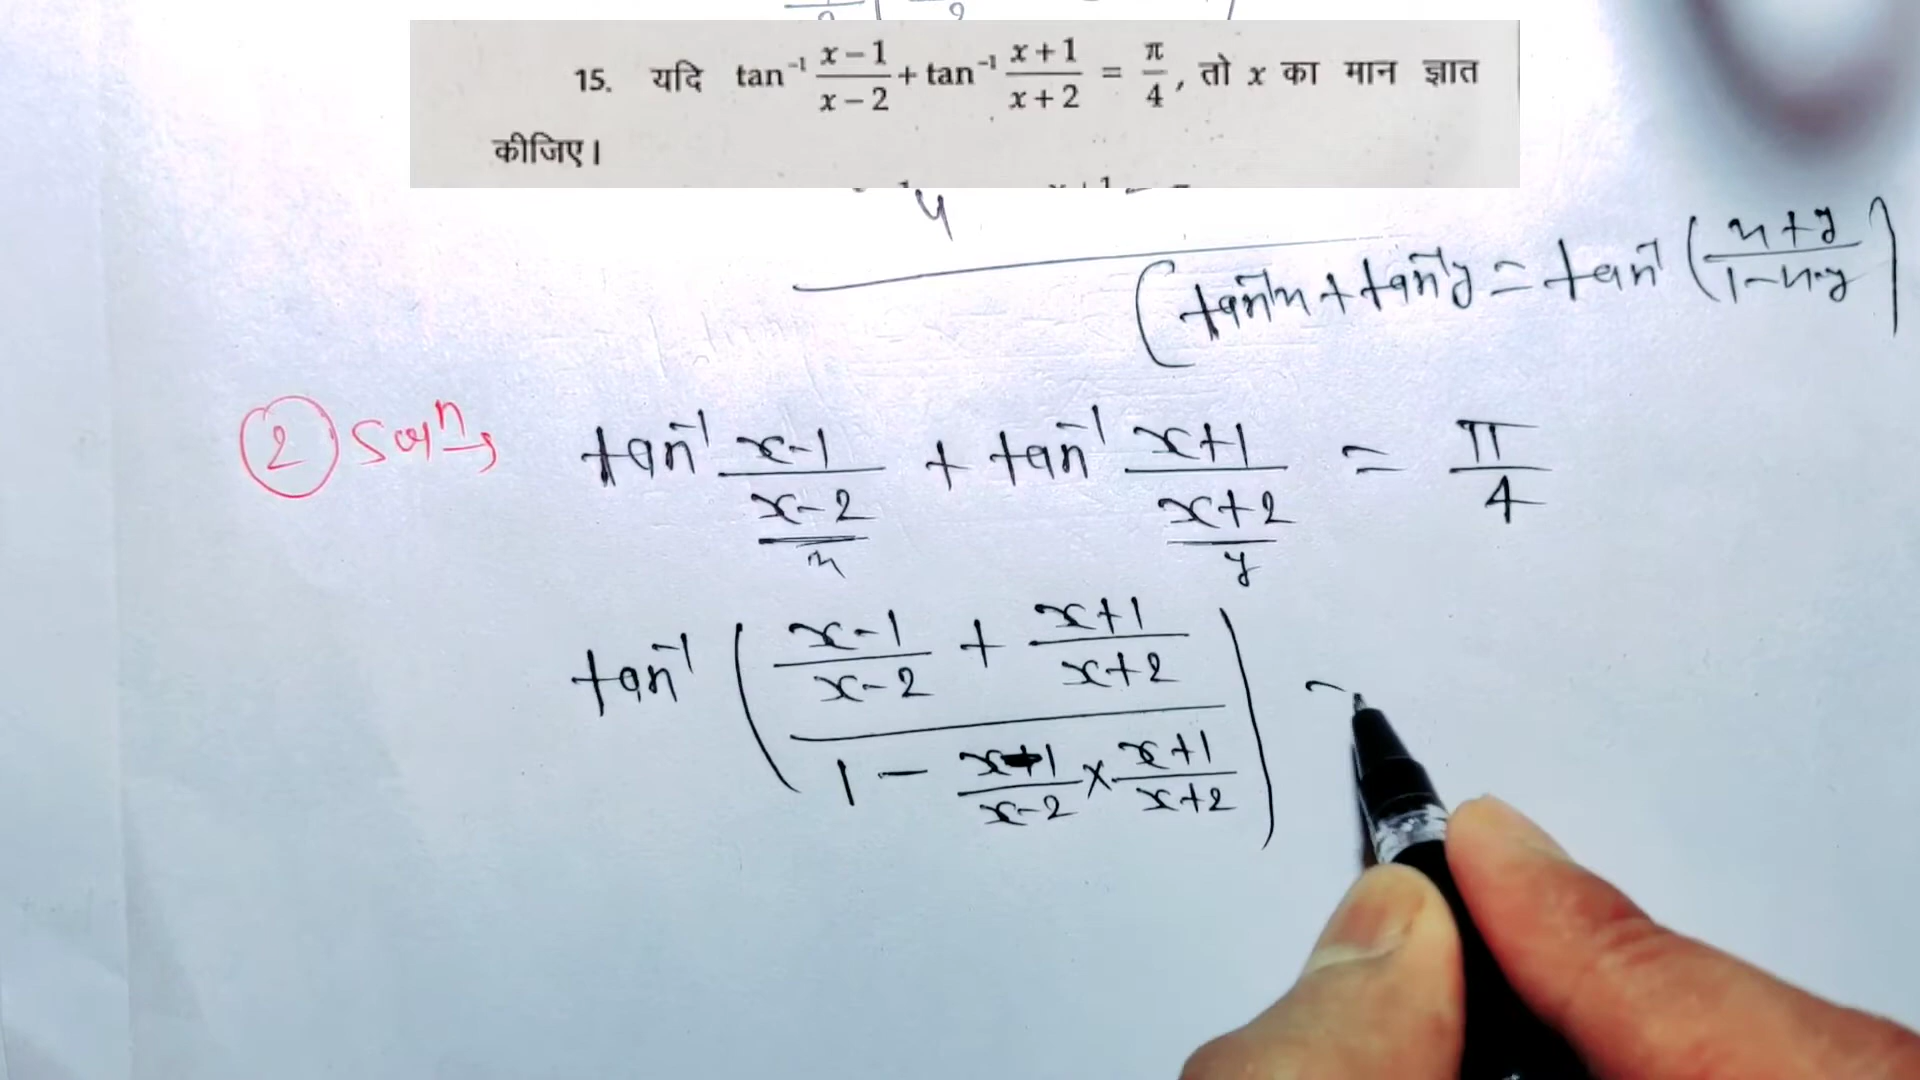 15. यदि tan⁻¹ (x-1)/(x-2) + tan⁻¹ (x+1)/(x+2) = π/4, तो x का मान ज्ञात
कीजिए।
4
(tan⁻¹x + tan⁻¹y = tan⁻¹ ((x+y)/(1-x·y))
2 Solⁿ
tan⁻¹ (x-1)/(x-2) + tan⁻¹ (x+1)/(x+2) = π/4
x y
tan⁻¹ (((x-1)/(x-2) + (x+1)/(x+2))/(1 - (x-1)/(x-2) × (x+1)/(x+2)))